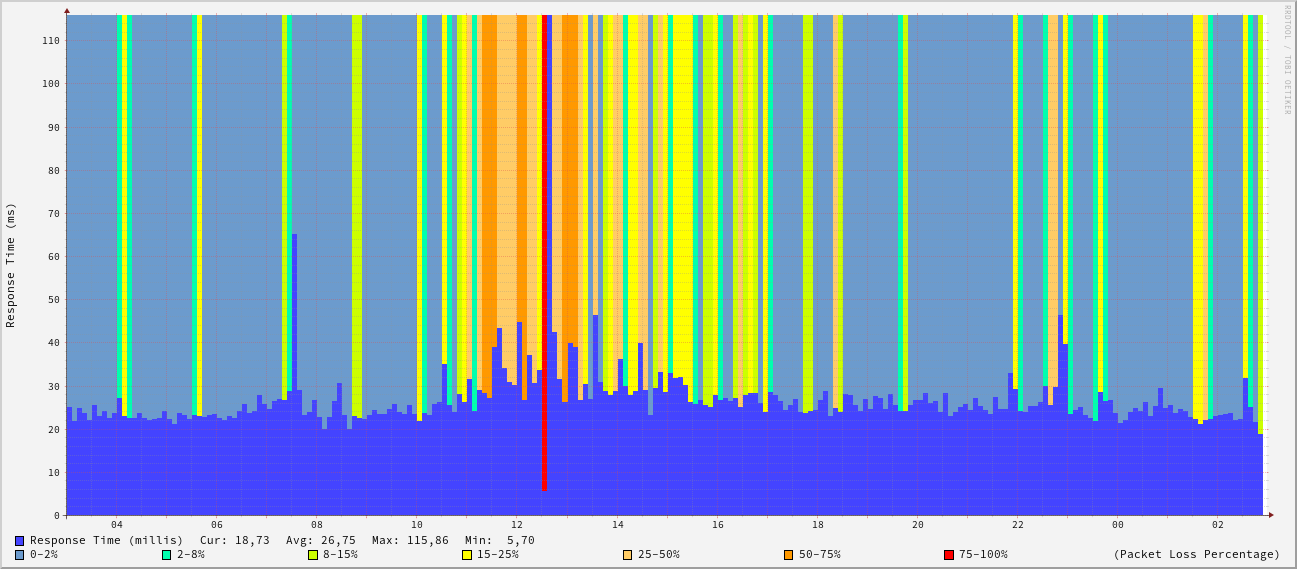 RRDTOOL / TOBI OETIKER
Response Time (ms)
110
100
90
80
70
60
50
40
30
20
10
0
04 06 08 10 12 14 16 18 20 22 00 02
Response Time (millis) Cur: 18,73 Avg: 26,75 Max: 115,86 Min: 5,70
0-2% 2-8% 8-15% 15-25% 25-50% 50-75% 75-100% (Packet Loss Percentage)